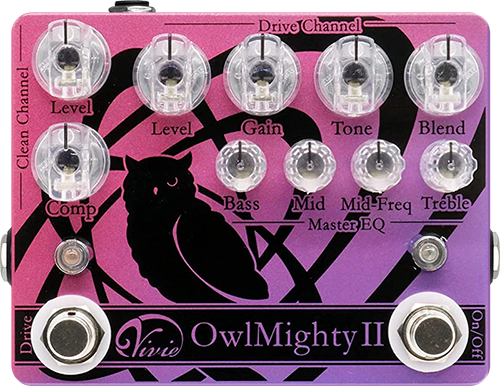 Drive Channel
Clean Channel
Level
Level
Gain
Tone
Blend
Comp
Bass
Mid
Mid-Freq
Treble
Master EQ
Drive
Vivie
OwlMighty II
On/Off